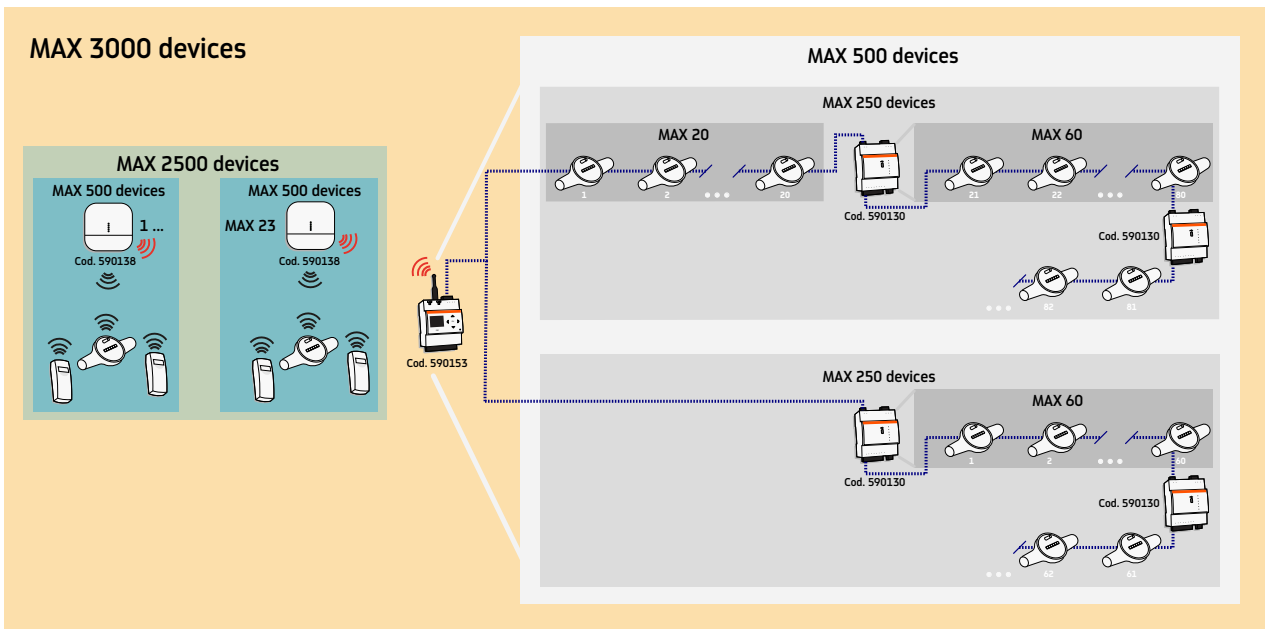 MAX 3000 devices
MAX 2500 devices
MAX 500 devices
1 ...
Cod. 590138
MAX 500 devices
MAX 23
Cod. 590138
Cod. 590153
MAX 500 devices
MAX 250 devices
MAX 20
1
2
20
Cod. 590130
MAX 60
21
22
80
Cod. 590130
82
81
MAX 250 devices
Cod. 590130
MAX 60
1
2
60
Cod. 590130
62
61